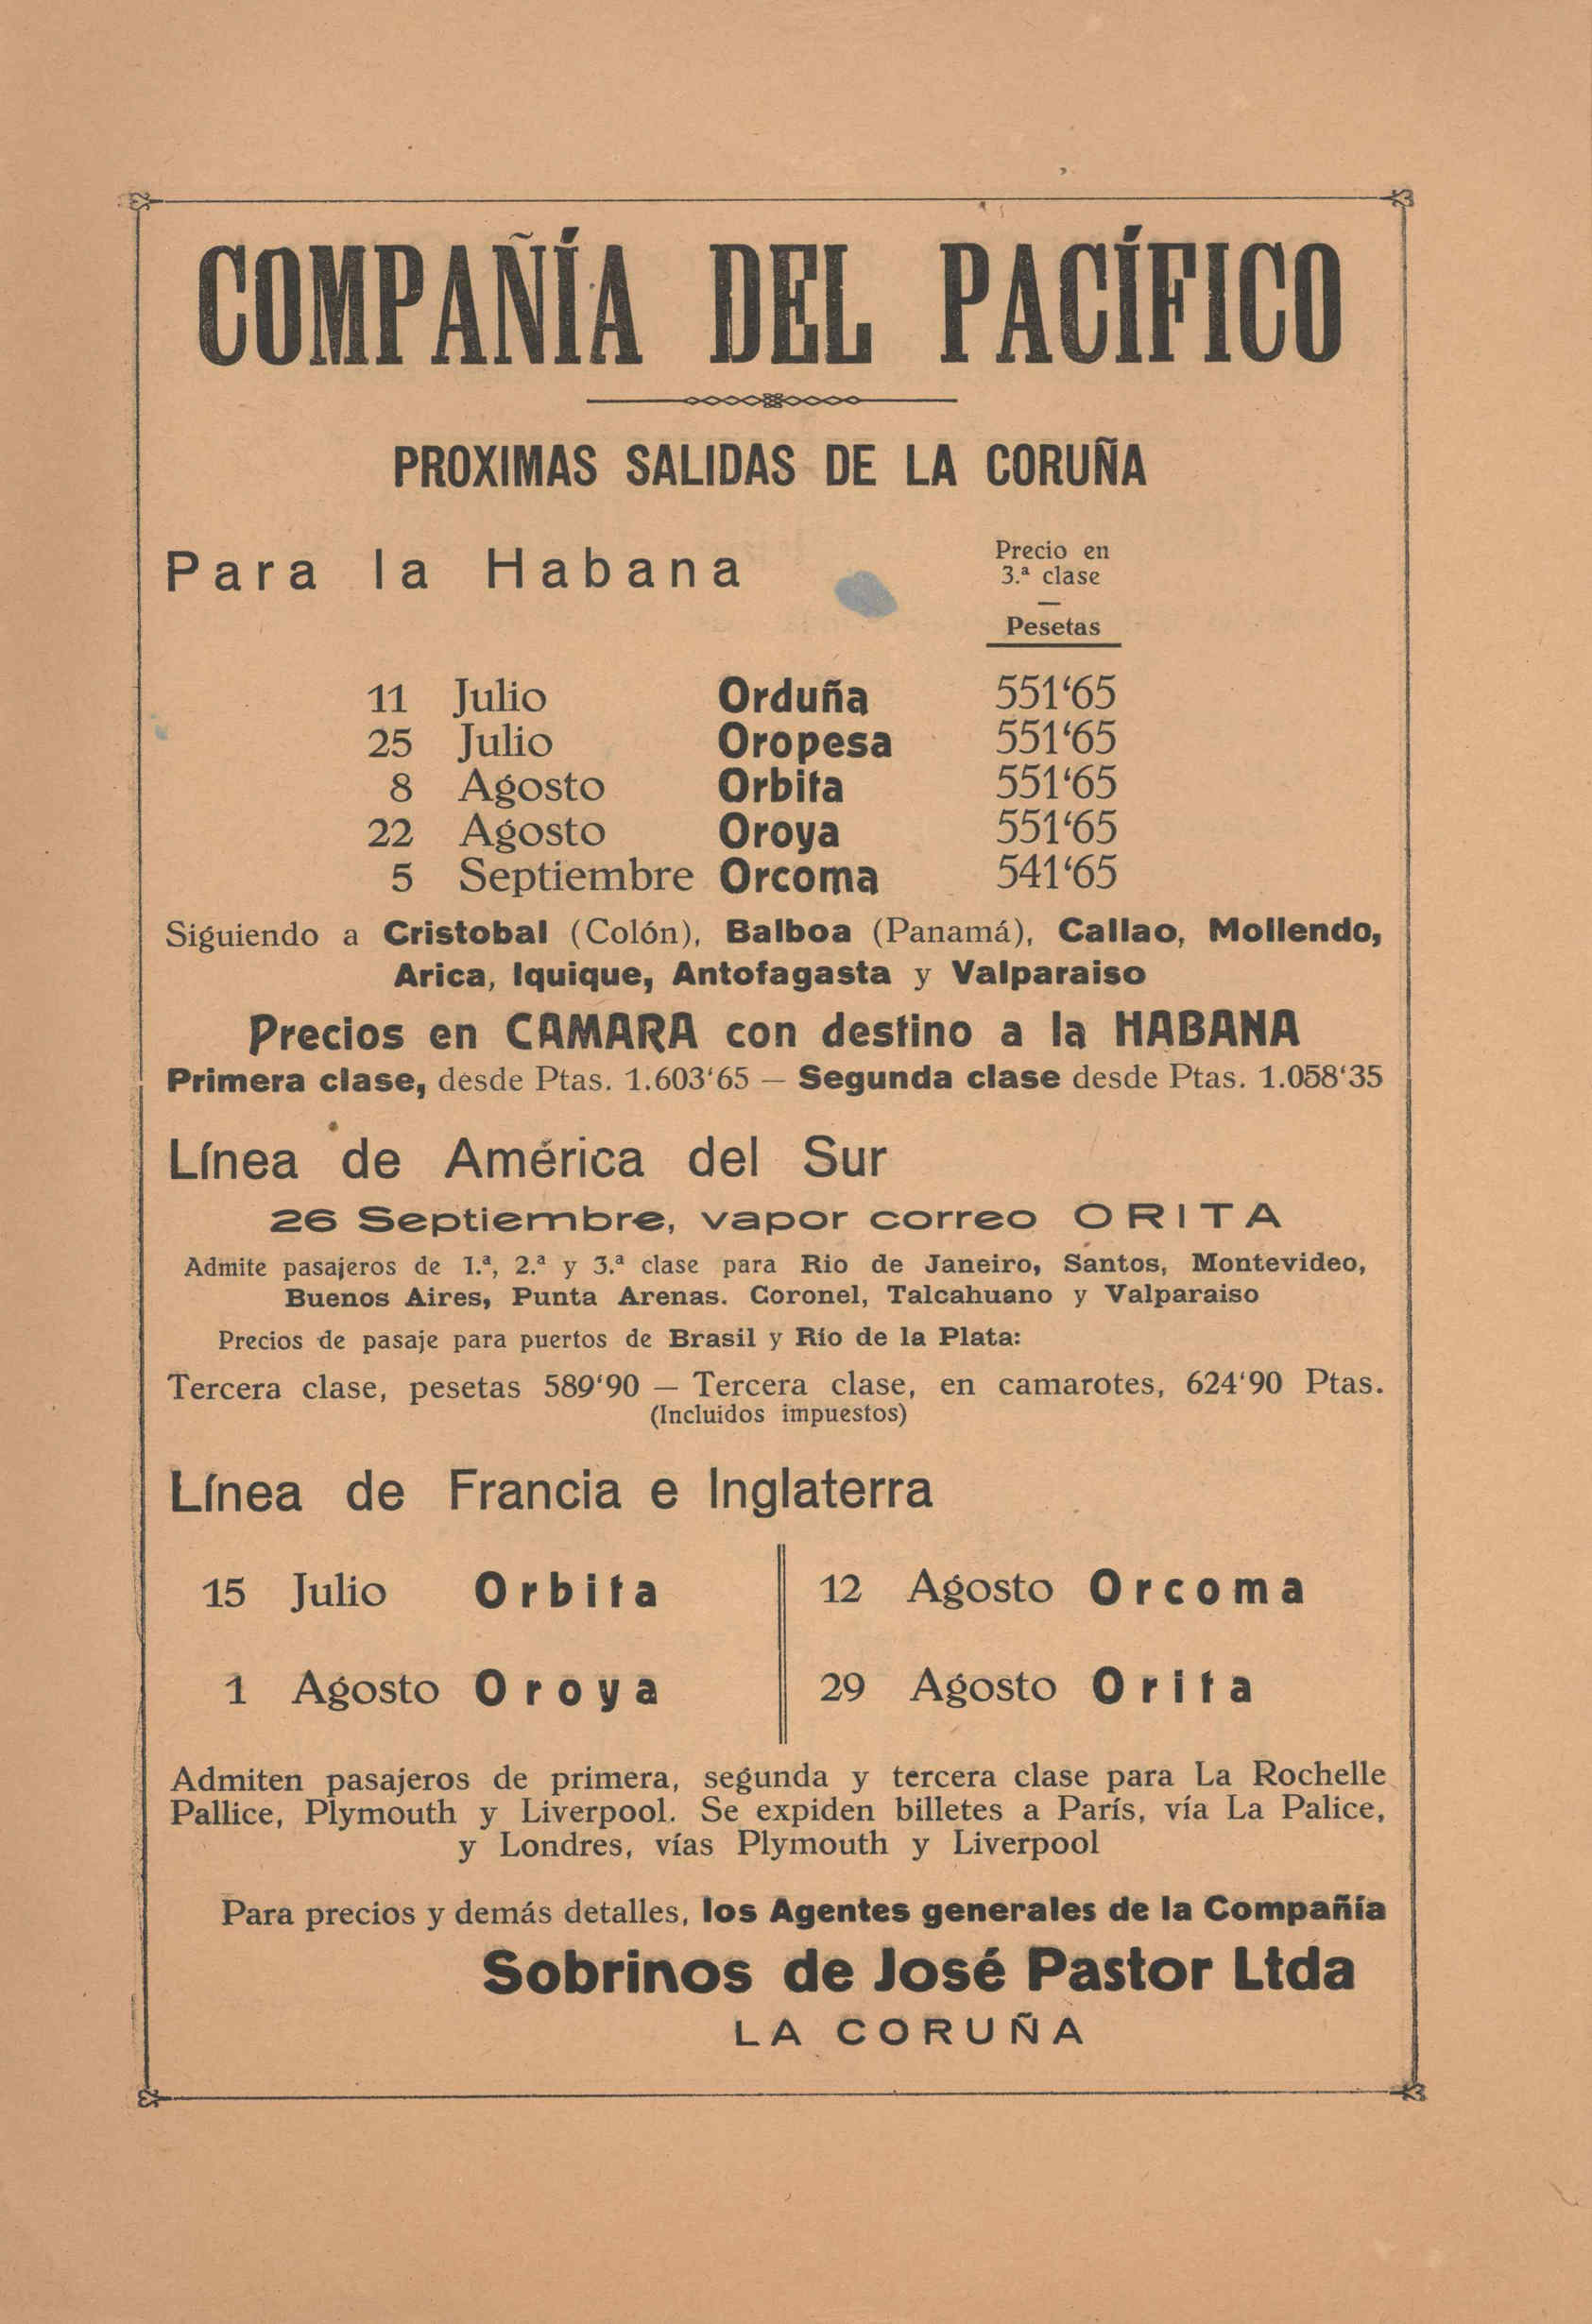 COMPAÑÍA DEL PACÍFICO
PROXIMAS SALIDAS DE LA CORUÑA
Para la Habana
Precio en
3.ª clase
Pesetas
11 Julio Orduña 551‘65
25 Julio Oropesa 551‘65
8 Agosto Orbita 551‘65
22 Agosto Oroya 551‘65
5 Septiembre Orcoma 541‘65
Siguiendo a Cristobal (Colón), Balboa (Panamá), Callao, Mollendo,
Arica, Iquique, Antofagasta y Valparaiso
Precios en CAMARA con destino a la HABANA
Primera clase, desde Ptas. 1.603‘65 — Segunda clase desde Ptas. 1.058‘35
Línea de América del Sur
26 Septiembre, vapor correo ORITA
Admite pasajeros de 1.ª, 2.ª y 3.ª clase para Rio de Janeiro, Santos, Montevideo,
Buenos Aires, Punta Arenas. Coronel, Talcahuano y Valparaiso
Precios de pasaje para puertos de Brasil y Río de la Plata:
Tercera clase, pesetas 589‘90 — Tercera clase, en camarotes, 624‘90 Ptas.
(Incluidos impuestos)
Línea de Francia e Inglaterra
15 Julio Orbita
1 Agosto Oroya
12 Agosto Orcoma
29 Agosto Orita
Admiten pasajeros de primera, segunda y tercera clase para La Rochelle
Pallice, Plymouth y Liverpool. Se expiden billetes a París, vía La Palice,
y Londres, vías Plymouth y Liverpool
Para precios y demás detalles, los Agentes generales de la Compañía
Sobrinos de José Pastor Ltda
LA CORUÑA